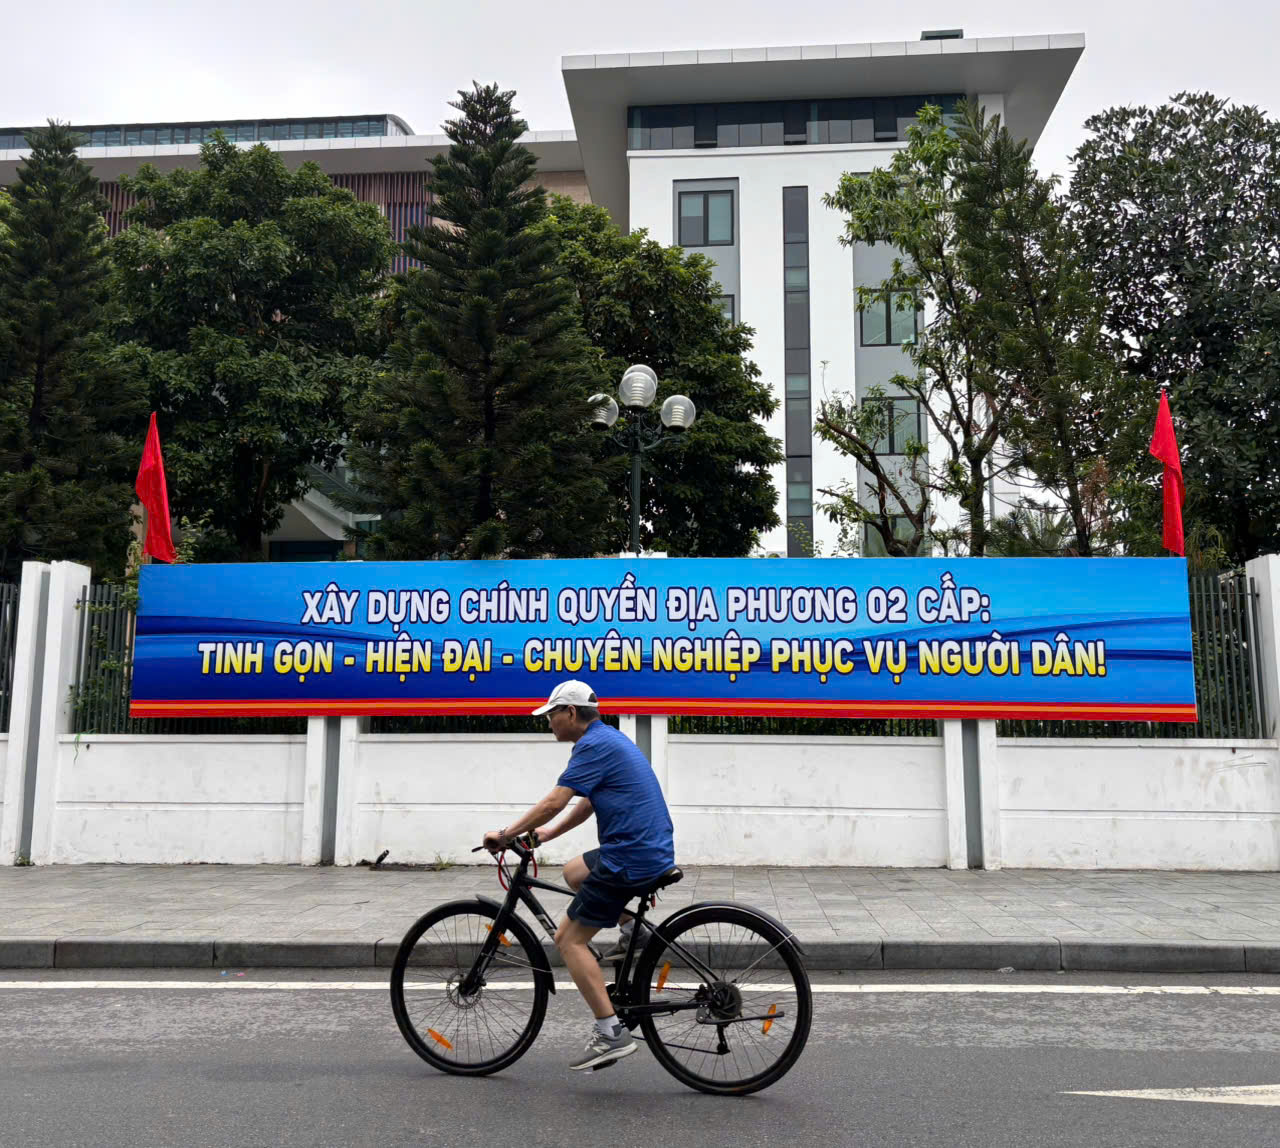 XÂY DỰNG CHÍNH QUYỀN ĐỊA PHƯƠNG 02 CẤP:
TINH GỌN - HIỆN ĐẠI - CHUYÊN NGHIỆP PHỤC VỤ NGƯỜI DÂN!